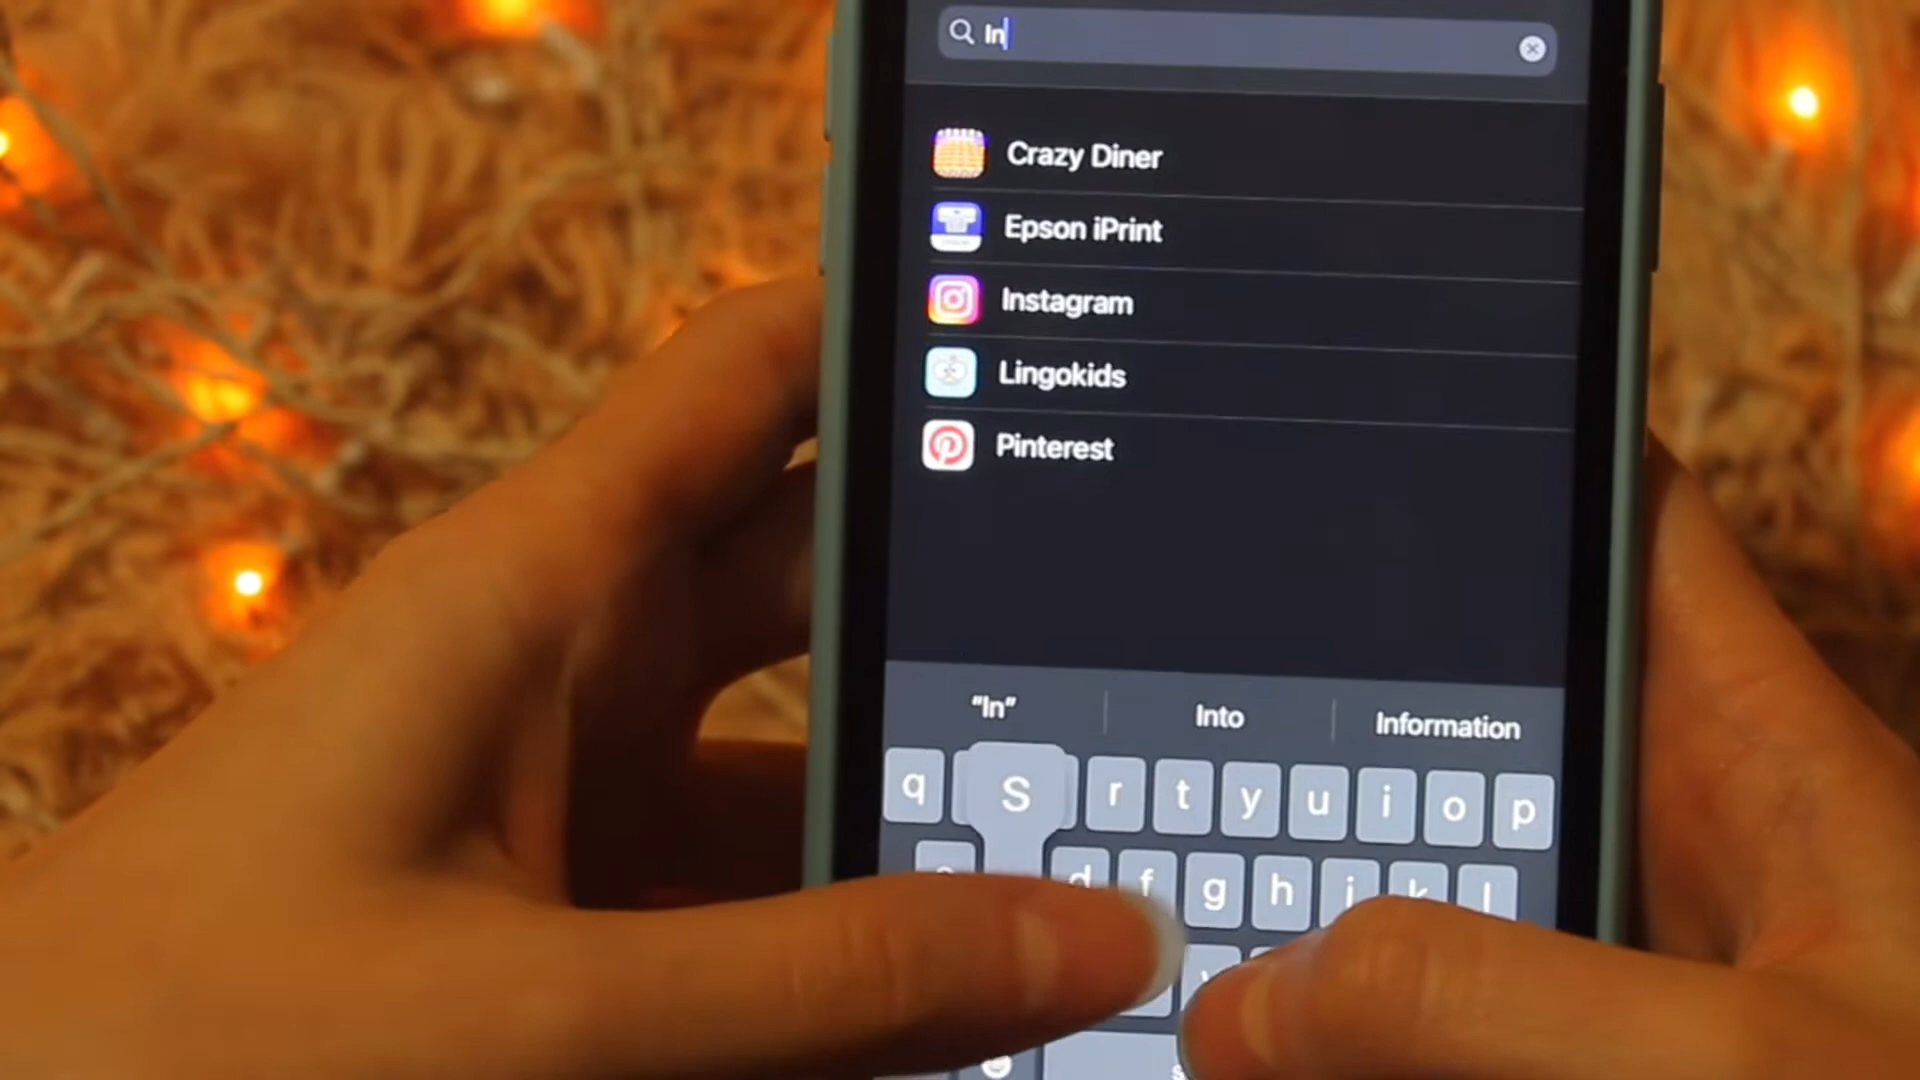 In
Crazy Diner
Epson iPrint
Instagram
Lingokids
Pinterest
"In" Into Information
q S r t y u i o p
d f g h j k l